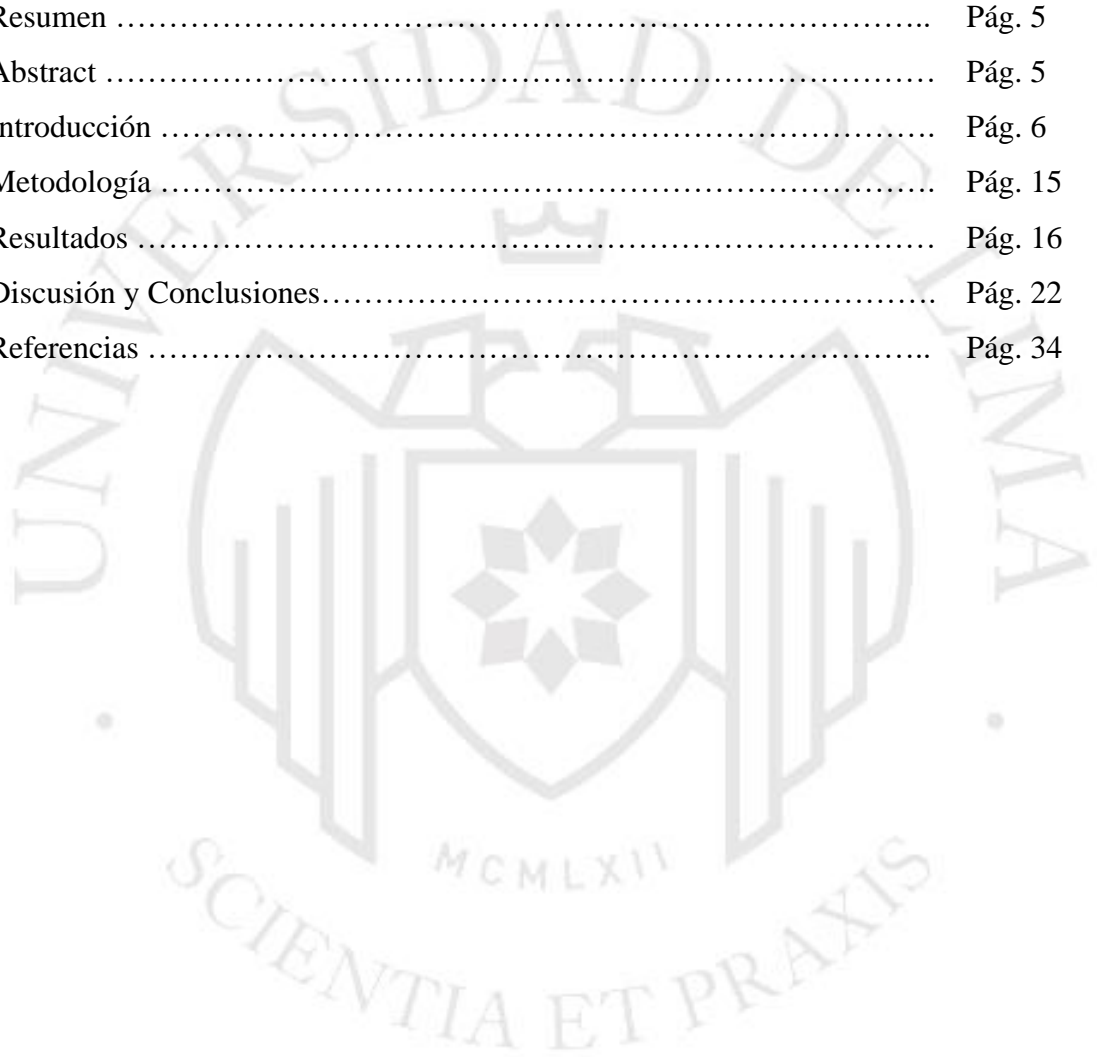 Resumen ………………………………………………………………………….. Pág. 5
Abstract …………………………………………………………………………… Pág. 5
ntroducción ………………………………………………………………………. Pág. 6
Metodología ………………………………………………………………………. Pág. 15
Resultados ………………………………………………………………………… Pág. 16
Discusión y Conclusiones………………………………………………………. Pág. 22
Referencias ……………………………………………………………………….. Pág. 34
UNIVERSIDAD DE LIMA
MCMLXII
SCIENTIA ET PRAXIS